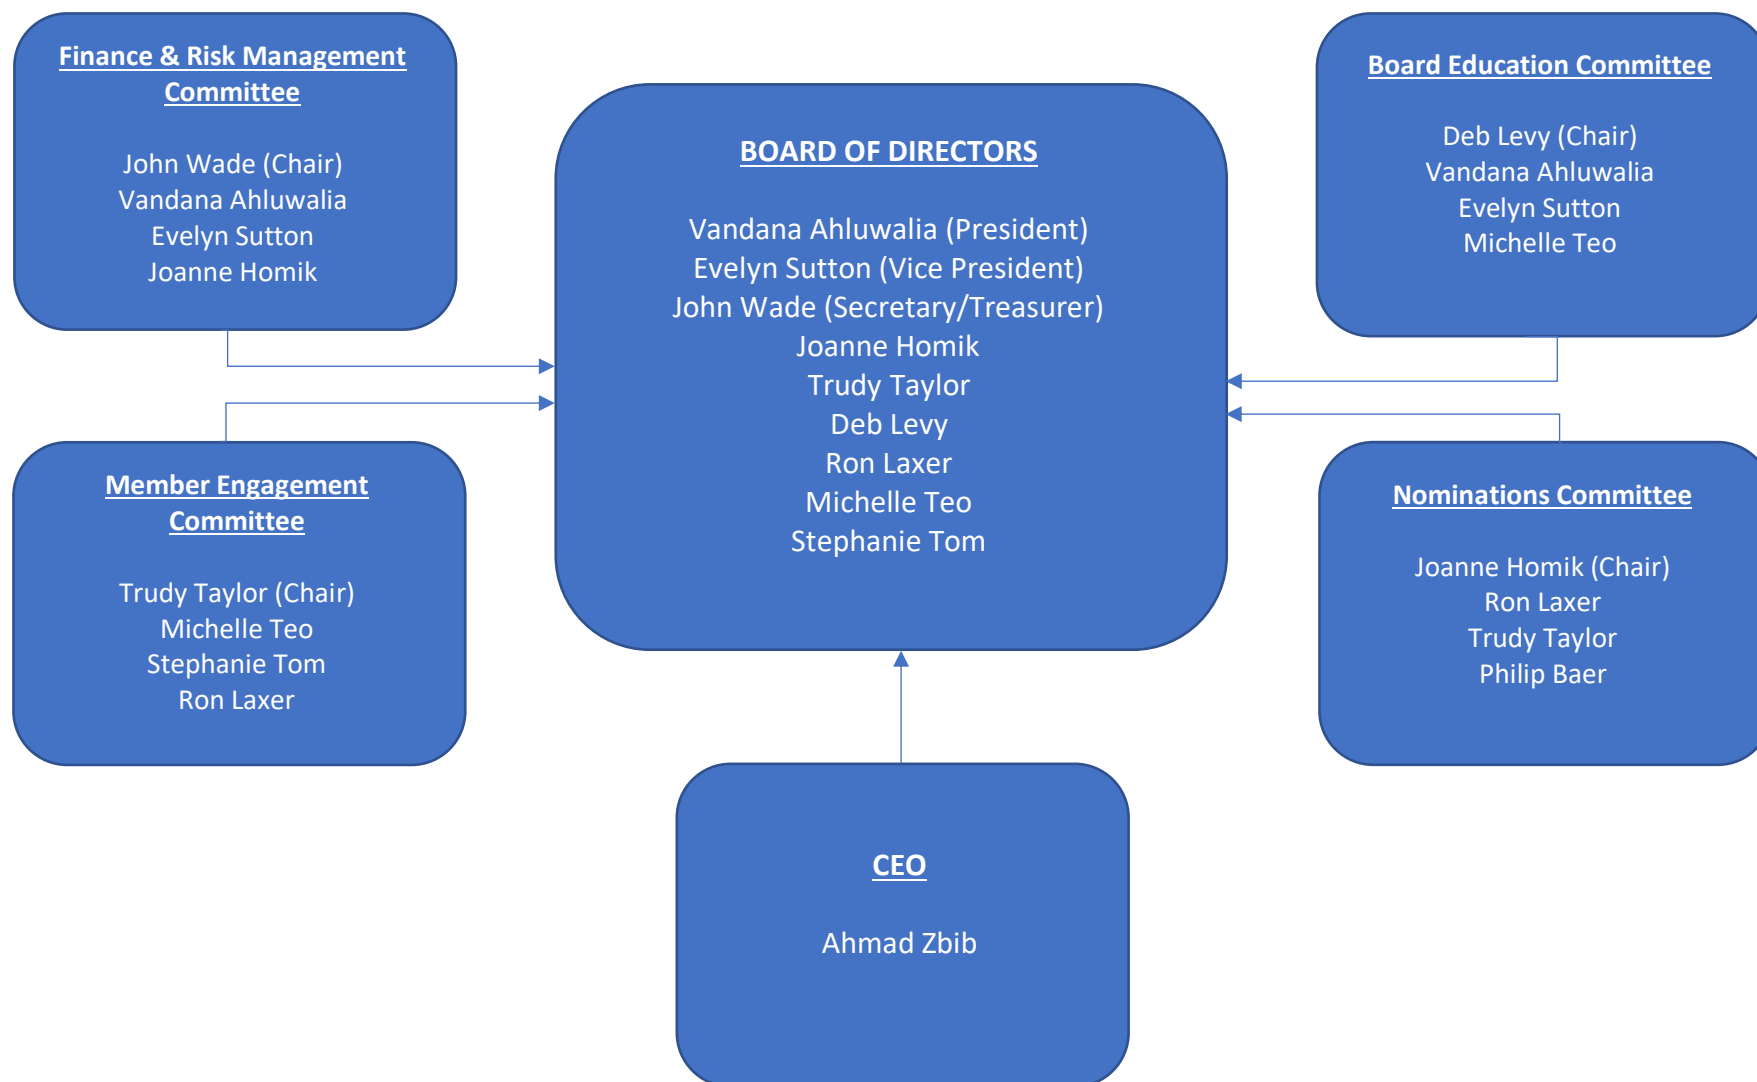 Finance & Risk Management
Committee
John Wade (Chair)
Vandana Ahluwalia
Evelyn Sutton
Joanne Homik
BOARD OF DIRECTORS
Vandana Ahluwalia (President)
Evelyn Sutton (Vice President)
John Wade (Secretary/Treasurer)
Joanne Homik
Trudy Taylor
Deb Levy
Ron Laxer
Michelle Teo
Stephanie Tom
Board Education Committee
Deb Levy (Chair)
Vandana Ahluwalia
Evelyn Sutton
Michelle Teo
Member Engagement
Committee
Trudy Taylor (Chair)
Michelle Teo
Stephanie Tom
Ron Laxer
Nominations Committee
Joanne Homik (Chair)
Ron Laxer
Trudy Taylor
Philip Baer
CEO
Ahmad Zbib